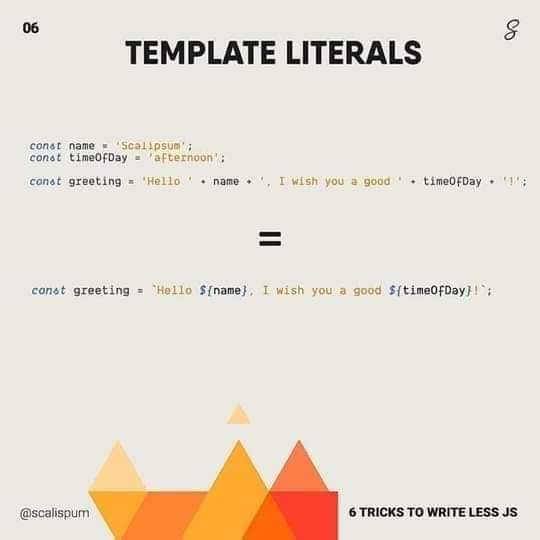 06
TEMPLATE LITERALS
const name = 'Scalipsum';
const timeOfDay = 'afternoon';
const greeting = 'Hello ' + name + ', I wish you a good ' + timeOfDay + '!';
=
const greeting = `Hello ${name}, I wish you a good ${timeOfDay}!`;
@scalispum
6 TRICKS TO WRITE LESS JS